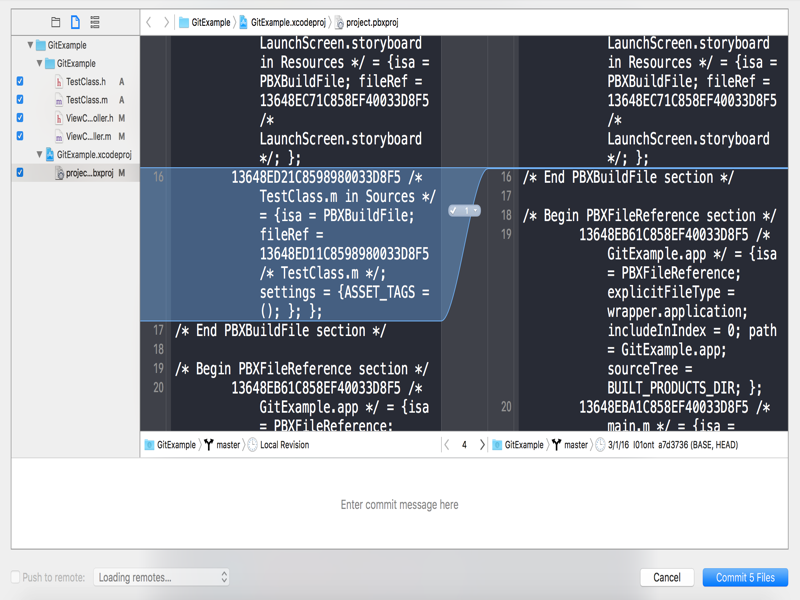 GitExample
GitExample.xcodeproj
project.pbxproj
GitExample
GitExample
TestClass.h A
TestClass.m A
ViewC...oller.h M
ViewC...ller.m M
GitExample.xcodeproj
projec...bxproj M
LaunchScreen.storyboard
in Resources */ = {isa =
PBXBuildFile; fileRef =
13648EC71C858EF40033D8F5
/*
LaunchScreen.storyboard
*/; };
16 13648ED21C8598980033D8F5 /*
TestClass.m in Sources */
= {isa = PBXBuildFile;
fileRef =
13648ED11C8598980033D8F5
/* TestClass.m */;
settings = {ASSET_TAGS =
(); }; };
17 /* End PBXBuildFile section */
18
19 /* Begin PBXFileReference section */
20 13648EB61C858EF40033D8F5 /*
GitExample.app */ = {isa
= PBXFileReference;
1
LaunchScreen.storyboard
in Resources */ = {isa =
PBXBuildFile; fileRef =
13648EC71C858EF40033D8F5
/*
LaunchScreen.storyboard
*/; };
16 /* End PBXBuildFile section */
17
18 /* Begin PBXFileReference section */
19 13648EB61C858EF40033D8F5 /*
GitExample.app */ = {isa
= PBXFileReference;
explicitFileType =
wrapper.application;
includeInIndex = 0; path
= GitExample.app;
sourceTree =
BUILT_PRODUCTS_DIR; };
20 13648EBA1C858EF40033D8F5 /*
main.m */ = {isa =
GitExample master Local Revision
4
GitExample master 3/1/16 l01ont a7d3736 (BASE, HEAD)
Enter commit message here
Push to remote: Loading remotes...
Cancel
Commit 5 Files